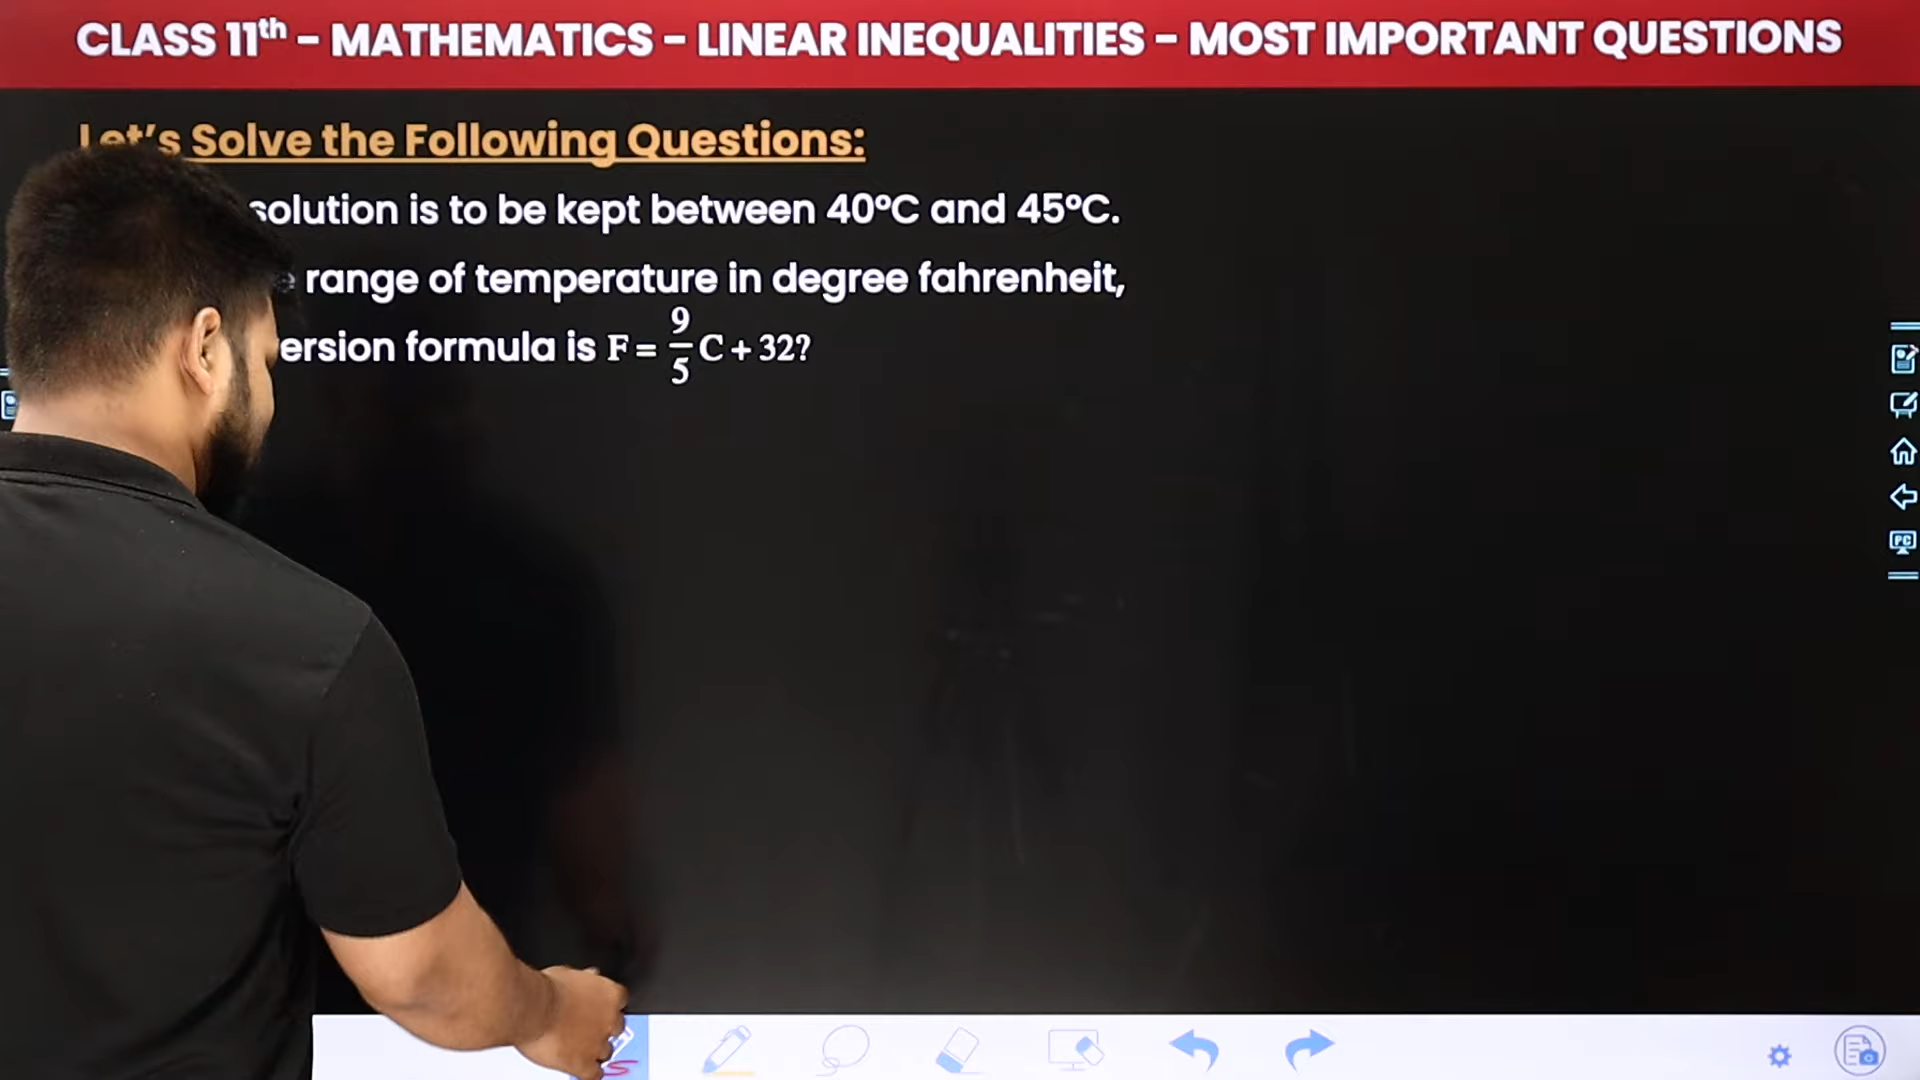 CLASS 11th - MATHEMATICS - LINEAR INEQUALITIES - MOST IMPORTANT QUESTIONS
Let's Solve the Following Questions:
solution is to be kept between 40°C and 45°C.
range of temperature in degree fahrenheit,
ersion formula is F = 9/5 C + 32?
PC